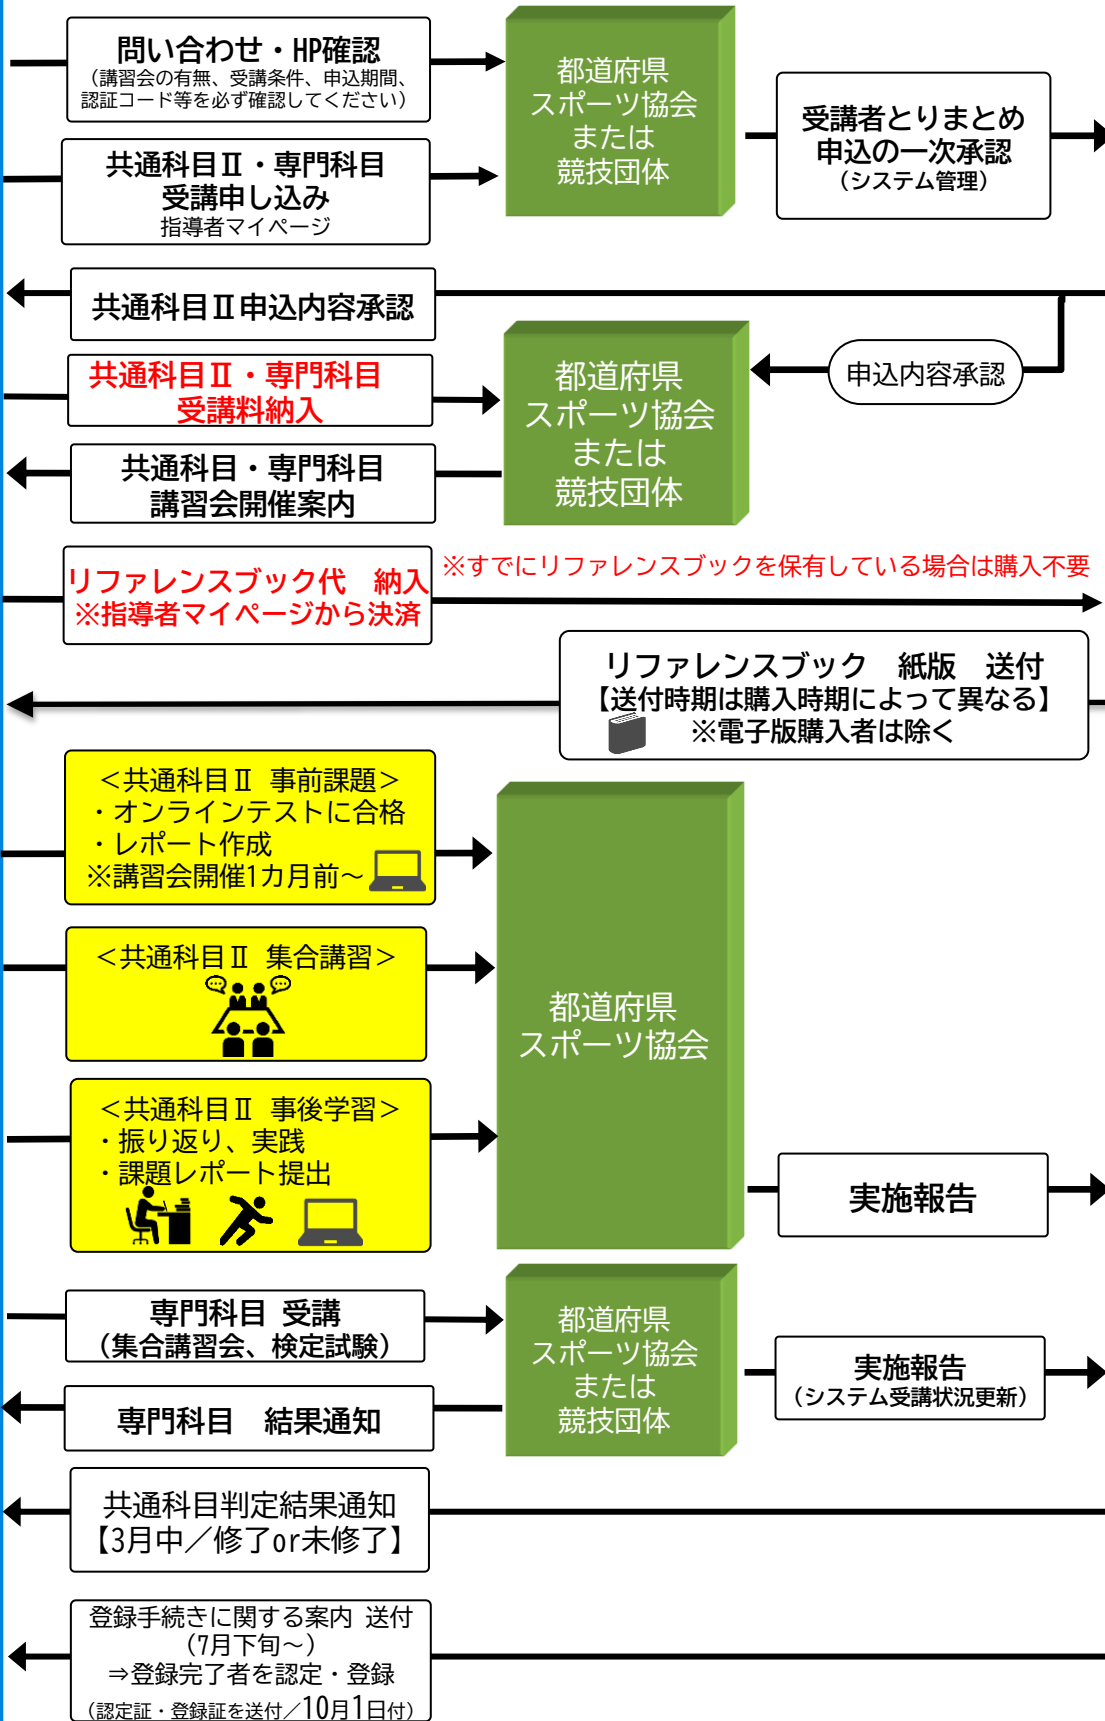 問い合わせ・HP確認
（講習会の有無、受講条件、申込期間、
認証コード等を必ず確認してください）
都道府県
スポーツ協会
または
競技団体
受講者とりまとめ
申込の一次承認
（システム管理）
共通科目Ⅱ・専門科目
受講申し込み
指導者マイページ
共通科目Ⅱ申込内容承認
共通科目Ⅱ・専門科目
受講料納入
都道府県
スポーツ協会
または
競技団体
申込内容承認
共通科目・専門科目
講習会開催案内
リファレンスブック代　納入
※指導者マイページから決済
※すでにリファレンスブックを保有している場合は購入不要
リファレンスブック　紙版　送付
【送付時期は購入時期によって異なる】
※電子版購入者は除く
＜共通科目Ⅱ 事前課題＞
・オンラインテストに合格
・レポート作成
※講習会開催1カ月前～
＜共通科目Ⅱ 集合講習＞
都道府県
スポーツ協会
＜共通科目Ⅱ 事後学習＞
・振り返り、実践
・課題レポート提出
実施報告
専門科目 受講
（集合講習会、検定試験）
都道府県
スポーツ協会
または
競技団体
実施報告
（システム受講状況更新）
専門科目　結果通知
共通科目判定結果通知
【3月中／修了or未修了】
登録手続きに関する案内 送付
（7月下旬～）
⇒登録完了者を認定・登録
（認定証・登録証を送付／10月1日付）